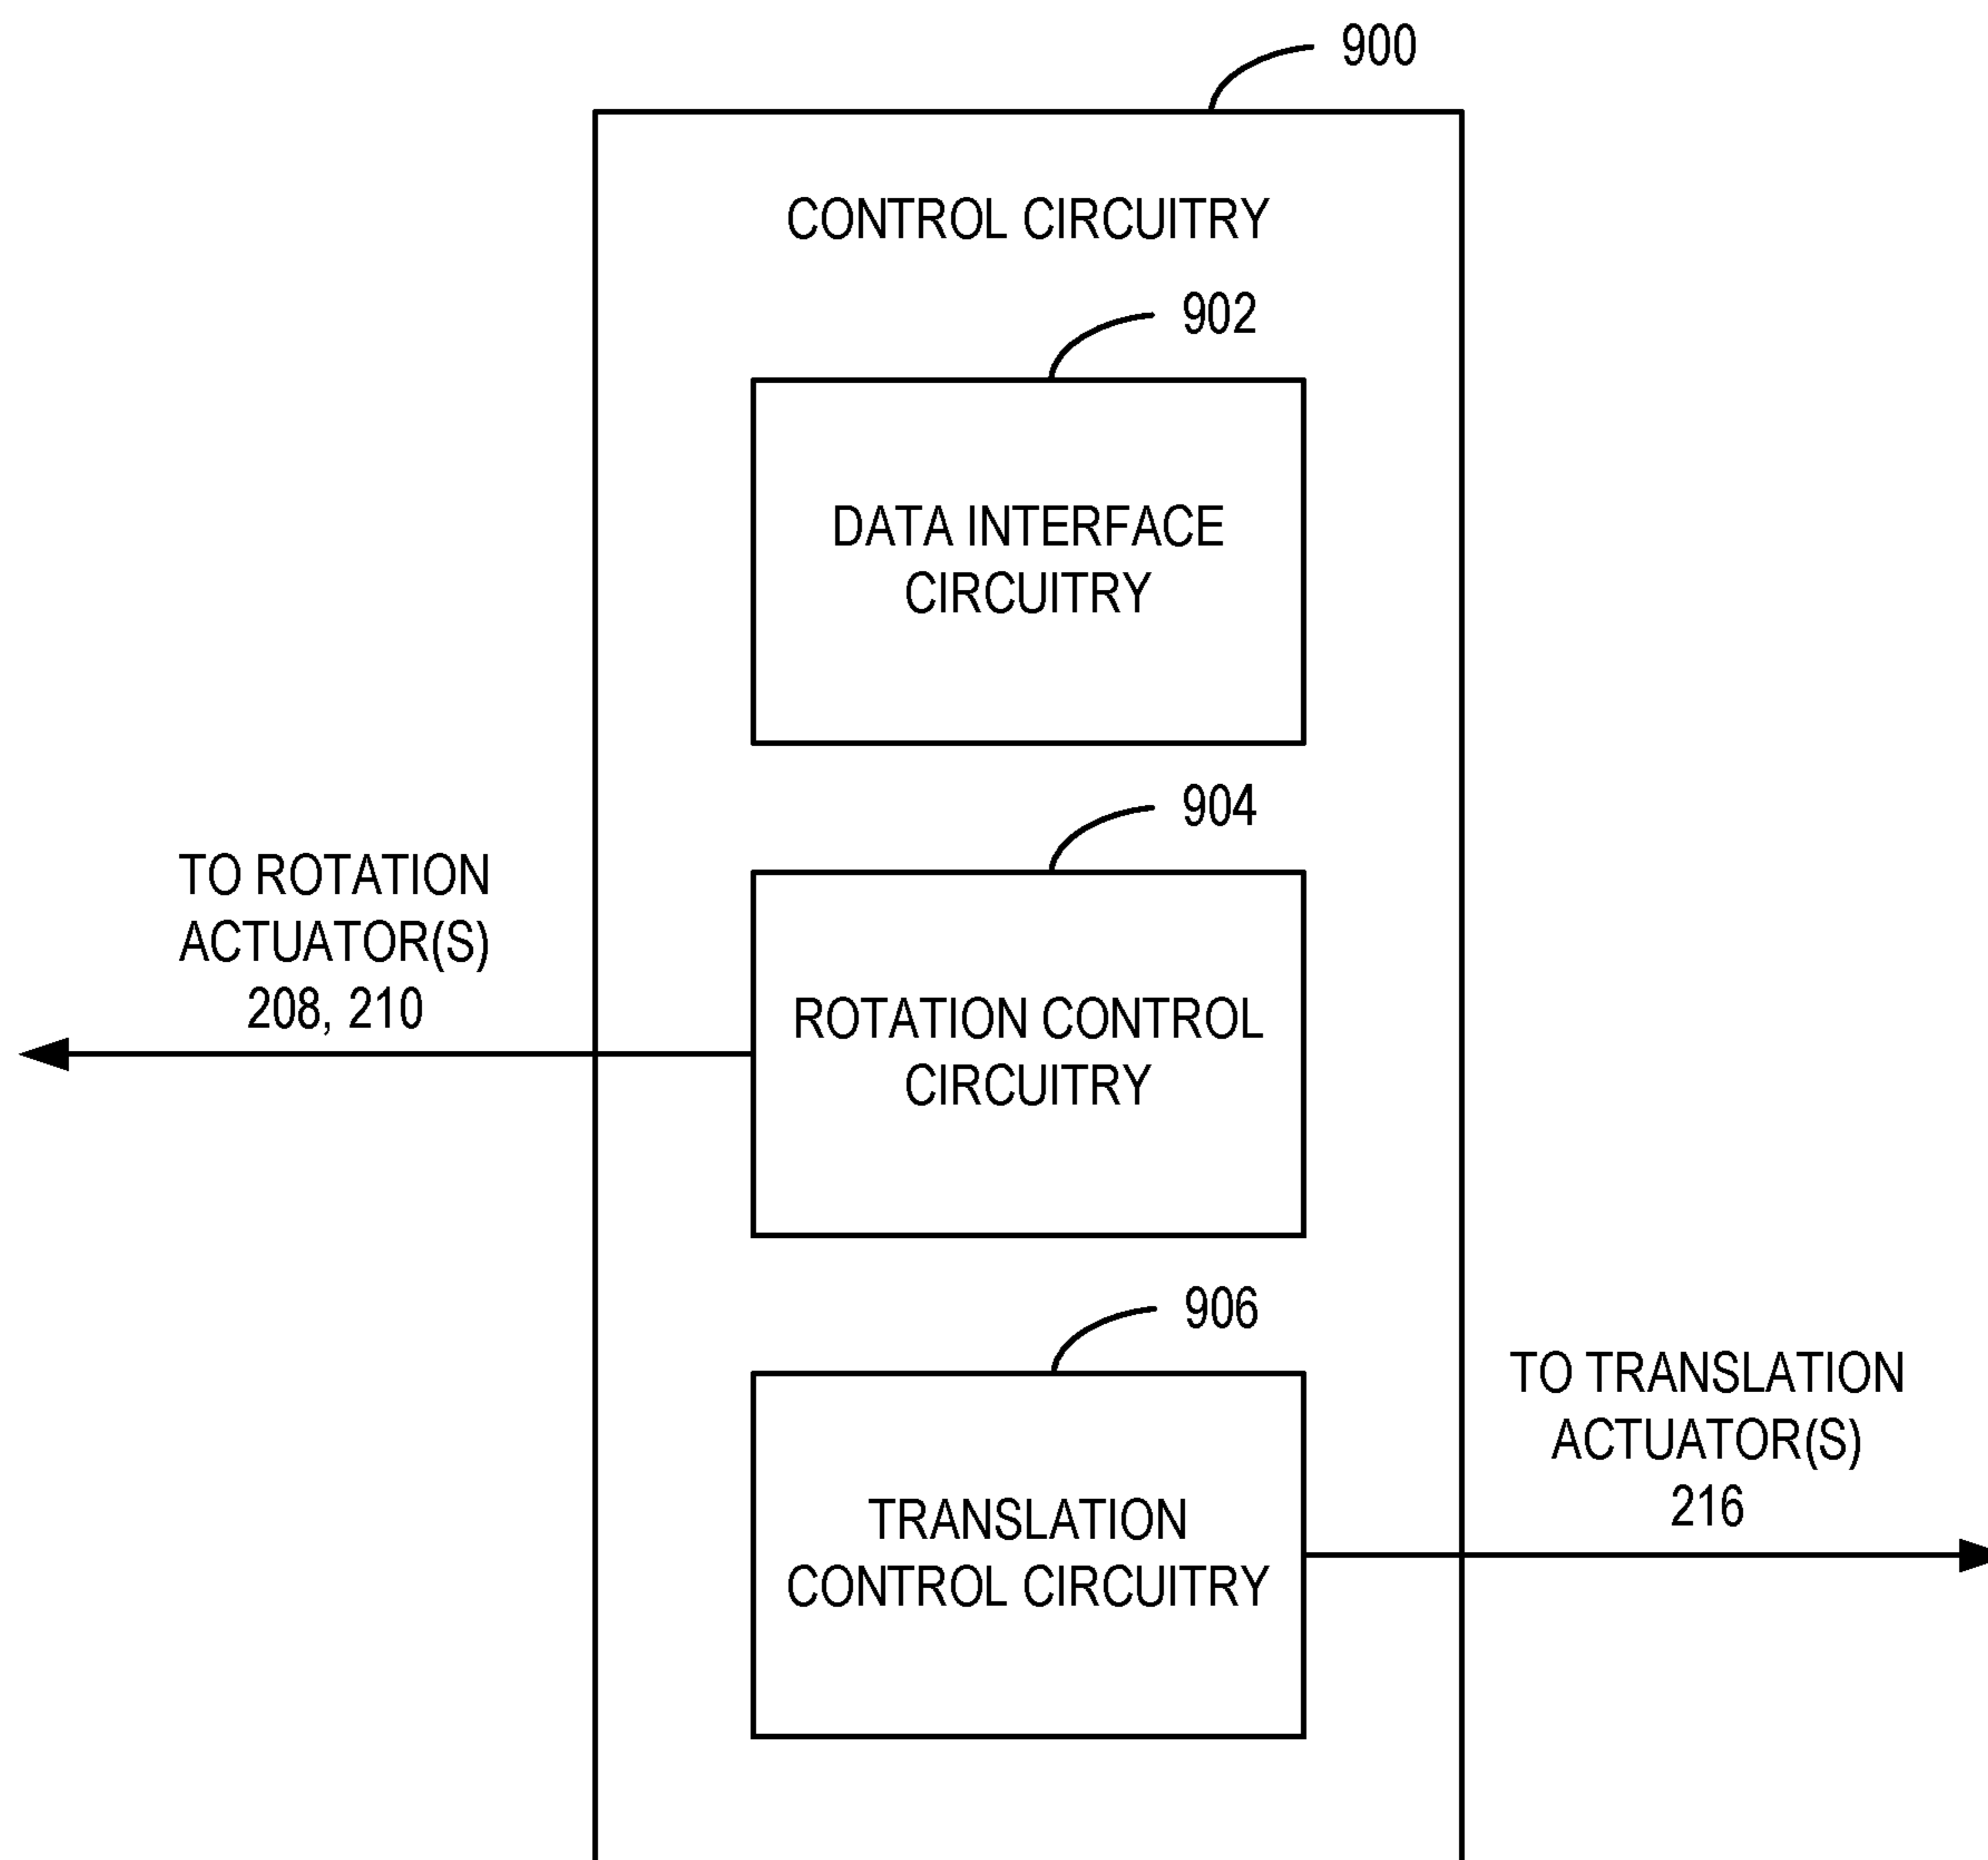 900
CONTROL CIRCUITRY
902
DATA INTERFACE
CIRCUITRY
904
TO ROTATION
ACTUATOR(S)
208, 210
ROTATION CONTROL
CIRCUITRY
906
TO TRANSLATION
ACTUATOR(S)
216
TRANSLATION
CONTROL CIRCUITRY